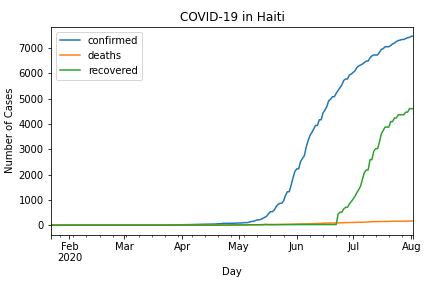 COVID-19 in Haiti
confirmed
deaths
recovered
Number of Cases
7000
6000
5000
4000
3000
2000
1000
0
Feb Mar Apr May Jun Jul Aug
2020
Day